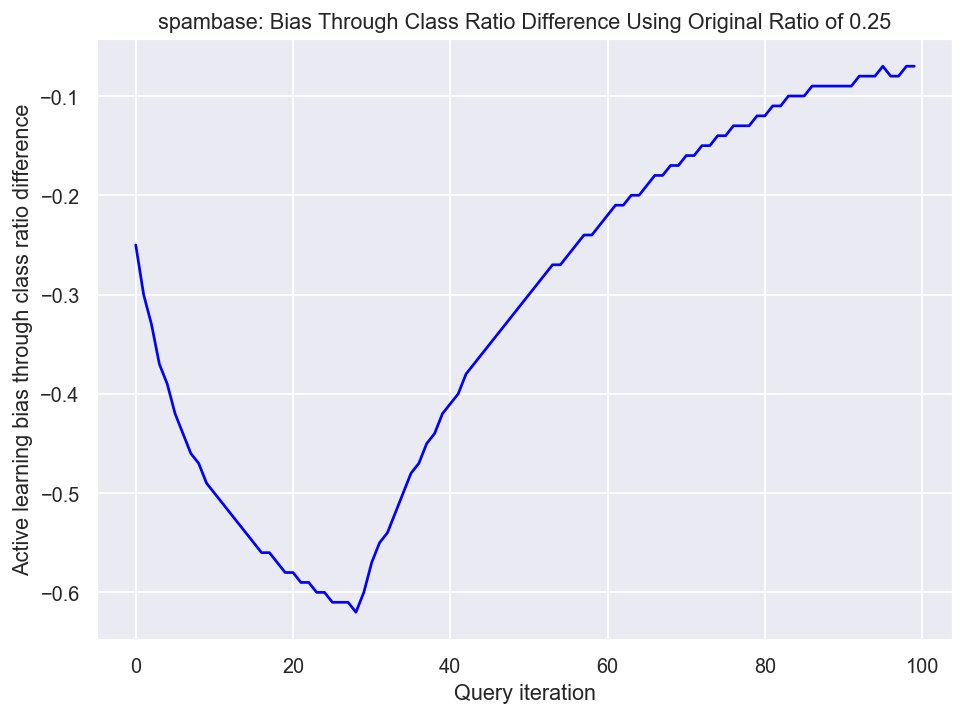 spambase: Bias Through Class Ratio Difference Using Original Ratio of 0.25
Active learning bias through class ratio difference
−0.1
−0.2
−0.3
−0.4
−0.5
−0.6
0 20 40 60 80 100
Query iteration